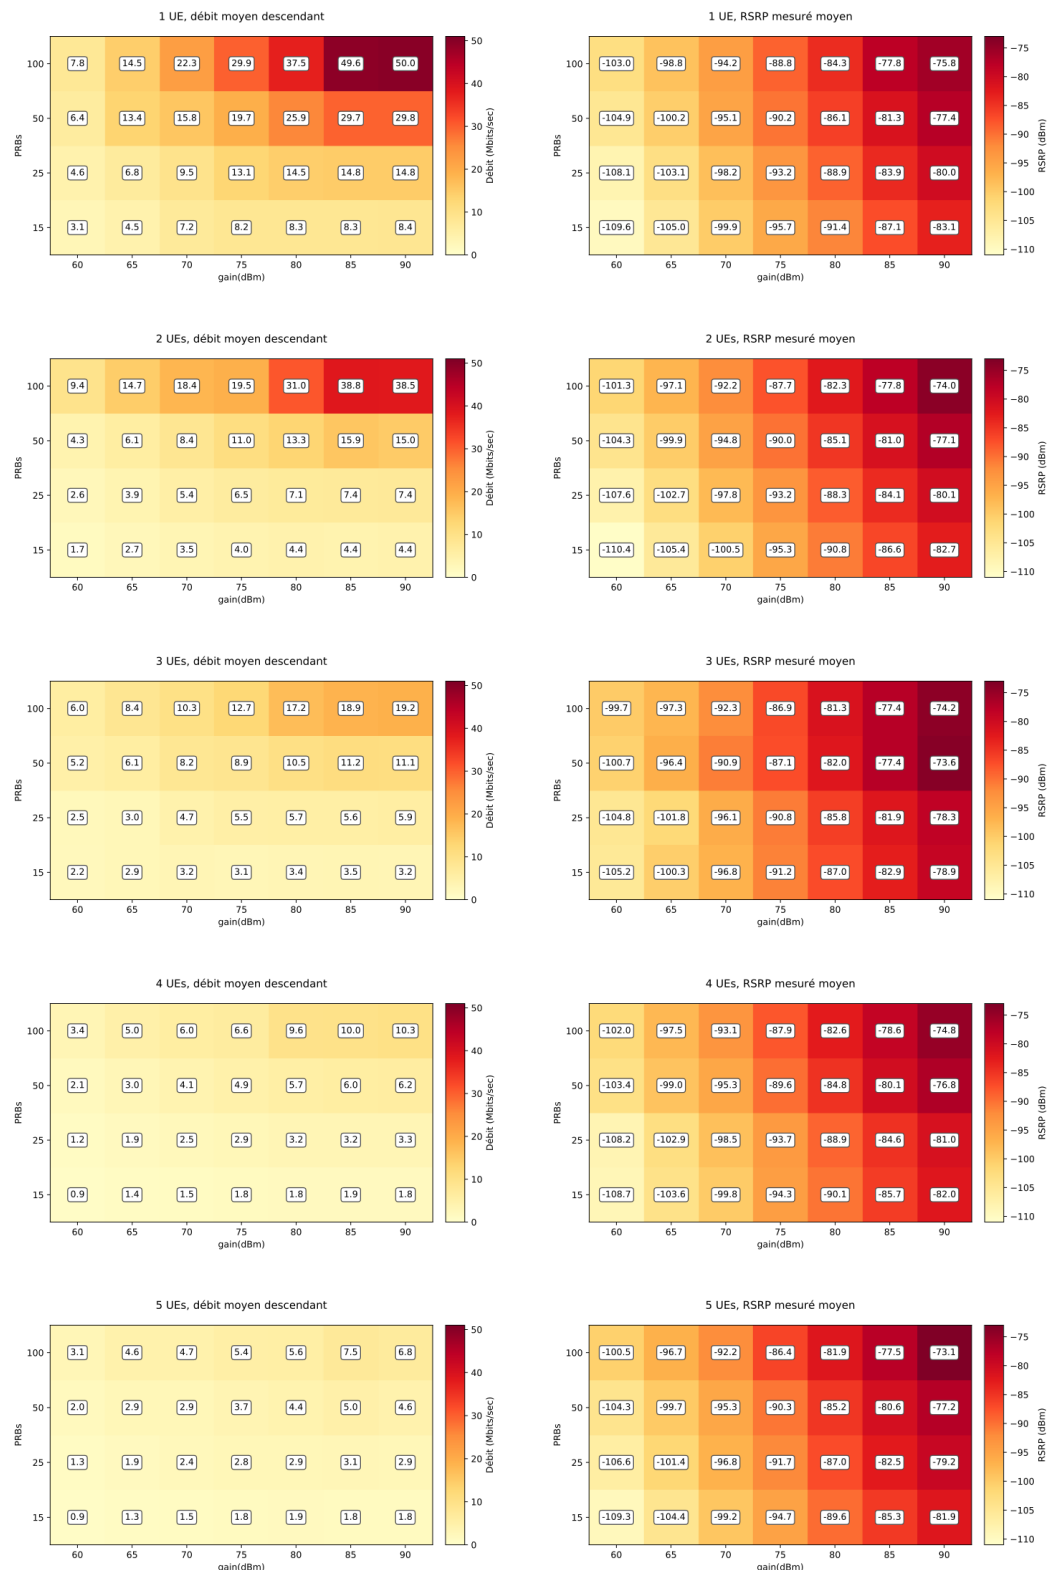 1 UE, débit moyen descendant
100 7.8 14.5 22.3 29.9 37.5 49.6 50.0
50 6.4 13.4 15.8 19.7 25.9 29.7 29.8
25 4.6 6.8 9.5 13.1 14.5 14.8 14.8
15 3.1 4.5 7.2 8.2 8.3 8.3 8.4
60 65 70 75 80 85 90
gain(dBm)
PRBs
50
40
30
20
10
0
Débit (Mbits/sec)
1 UE, RSRP mesuré moyen
100 -103.0 -98.8 -94.2 -88.8 -84.3 -77.8 -75.8
50 -104.9 -100.2 -95.1 -90.2 -86.1 -81.3 -77.4
25 -108.1 -103.1 -98.2 -93.2 -88.9 -83.9 -80.0
15 -109.6 -105.0 -99.9 -95.7 -91.4 -87.1 -83.1
60 65 70 75 80 85 90
gain(dBm)
PRBs
−75
−80
−85
−90
−95
−100
−105
−110
RSRP (dBm)
2 UEs, débit moyen descendant
100 9.4 14.7 18.4 19.5 31.0 38.8 38.5
50 4.3 6.1 8.4 11.0 13.3 15.9 15.0
25 2.6 3.9 5.4 6.5 7.1 7.4 7.4
15 1.7 2.7 3.5 4.0 4.4 4.4 4.4
60 65 70 75 80 85 90
gain(dBm)
PRBs
50
40
30
20
10
0
Débit (Mbits/sec)
2 UEs, RSRP mesuré moyen
100 -101.3 -97.1 -92.2 -87.7 -82.3 -77.8 -74.0
50 -104.3 -99.9 -94.8 -90.0 -85.1 -81.0 -77.1
25 -107.6 -102.7 -97.8 -93.2 -88.3 -84.1 -80.1
15 -110.4 -105.4 -100.5 -95.3 -90.8 -86.6 -82.7
60 65 70 75 80 85 90
gain(dBm)
PRBs
−75
−80
−85
−90
−95
−100
−105
−110
RSRP (dBm)
3 UEs, débit moyen descendant
100 6.0 8.4 10.3 12.7 17.2 18.9 19.2
50 5.2 6.1 8.2 8.9 10.5 11.2 11.1
25 2.5 3.0 4.7 5.5 5.7 5.6 5.9
15 2.2 2.9 3.2 3.1 3.4 3.5 3.2
60 65 70 75 80 85 90
gain(dBm)
PRBs
50
40
30
20
10
0
Débit (Mbits/sec)
3 UEs, RSRP mesuré moyen
100 -99.7 -97.3 -92.3 -86.9 -81.3 -77.4 -74.2
50 -100.7 -96.4 -90.9 -87.1 -82.0 -77.4 -73.6
25 -104.8 -101.8 -96.1 -90.8 -85.8 -81.9 -78.3
15 -105.2 -100.3 -96.8 -91.2 -87.0 -82.9 -78.9
60 65 70 75 80 85 90
gain(dBm)
PRBs
−75
−80
−85
−90
−95
−100
−105
−110
RSRP (dBm)
4 UEs, débit moyen descendant
100 3.4 5.0 6.0 6.6 9.6 10.0 10.3
50 2.1 3.0 4.1 4.9 5.7 6.0 6.2
25 1.2 1.9 2.5 2.9 3.2 3.2 3.3
15 0.9 1.4 1.5 1.8 1.8 1.9 1.8
60 65 70 75 80 85 90
gain(dBm)
PRBs
50
40
30
20
10
0
Débit (Mbits/sec)
4 UEs, RSRP mesuré moyen
100 -102.0 -97.5 -93.1 -87.9 -82.6 -78.6 -74.8
50 -103.4 -99.0 -95.3 -89.6 -84.8 -80.1 -76.8
25 -108.2 -102.9 -98.5 -93.7 -88.9 -84.6 -81.0
15 -108.7 -103.6 -99.8 -94.3 -90.1 -85.7 -82.0
60 65 70 75 80 85 90
gain(dBm)
PRBs
−75
−80
−85
−90
−95
−100
−105
−110
RSRP (dBm)
5 UEs, débit moyen descendant
100 3.1 4.6 4.7 5.4 5.6 7.5 6.8
50 2.0 2.9 2.9 3.7 4.4 5.0 4.6
25 1.3 1.9 2.4 2.8 2.9 3.1 2.9
15 0.9 1.3 1.5 1.8 1.9 1.8 1.8
60 65 70 75 80 85 90
gain(dBm)
PRBs
50
40
30
20
10
0
Débit (Mbits/sec)
5 UEs, RSRP mesuré moyen
100 -100.5 -96.7 -92.2 -86.4 -81.9 -77.5 -73.1
50 -104.3 -99.7 -95.3 -90.3 -85.2 -80.6 -77.2
25 -106.6 -101.4 -96.8 -91.7 -87.0 -82.5 -79.2
15 -109.3 -104.4 -99.2 -94.7 -89.6 -85.3 -81.9
60 65 70 75 80 85 90
gain(dBm)
PRBs
−75
−80
−85
−90
−95
−100
−105
−110
RSRP (dBm)